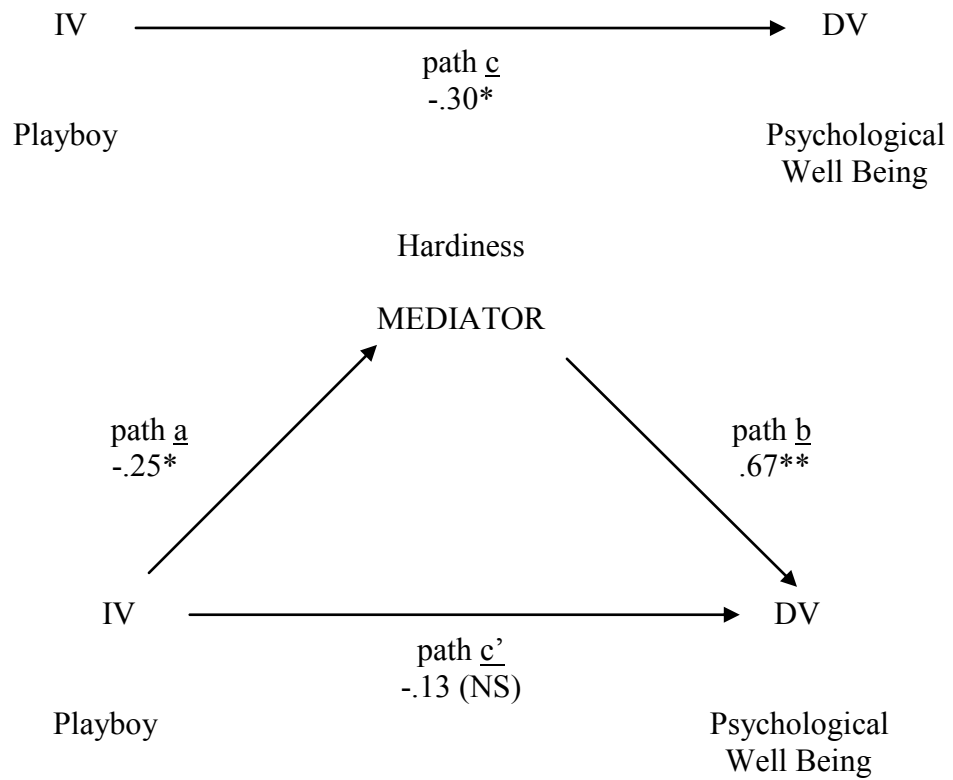 IV
DV
path c
-.30*
Playboy
Psychological
Well Being
Hardiness
MEDIATOR
path a
-.25*
path b
.67**
IV
DV
path c’
-.13 (NS)
Playboy
Psychological
Well Being